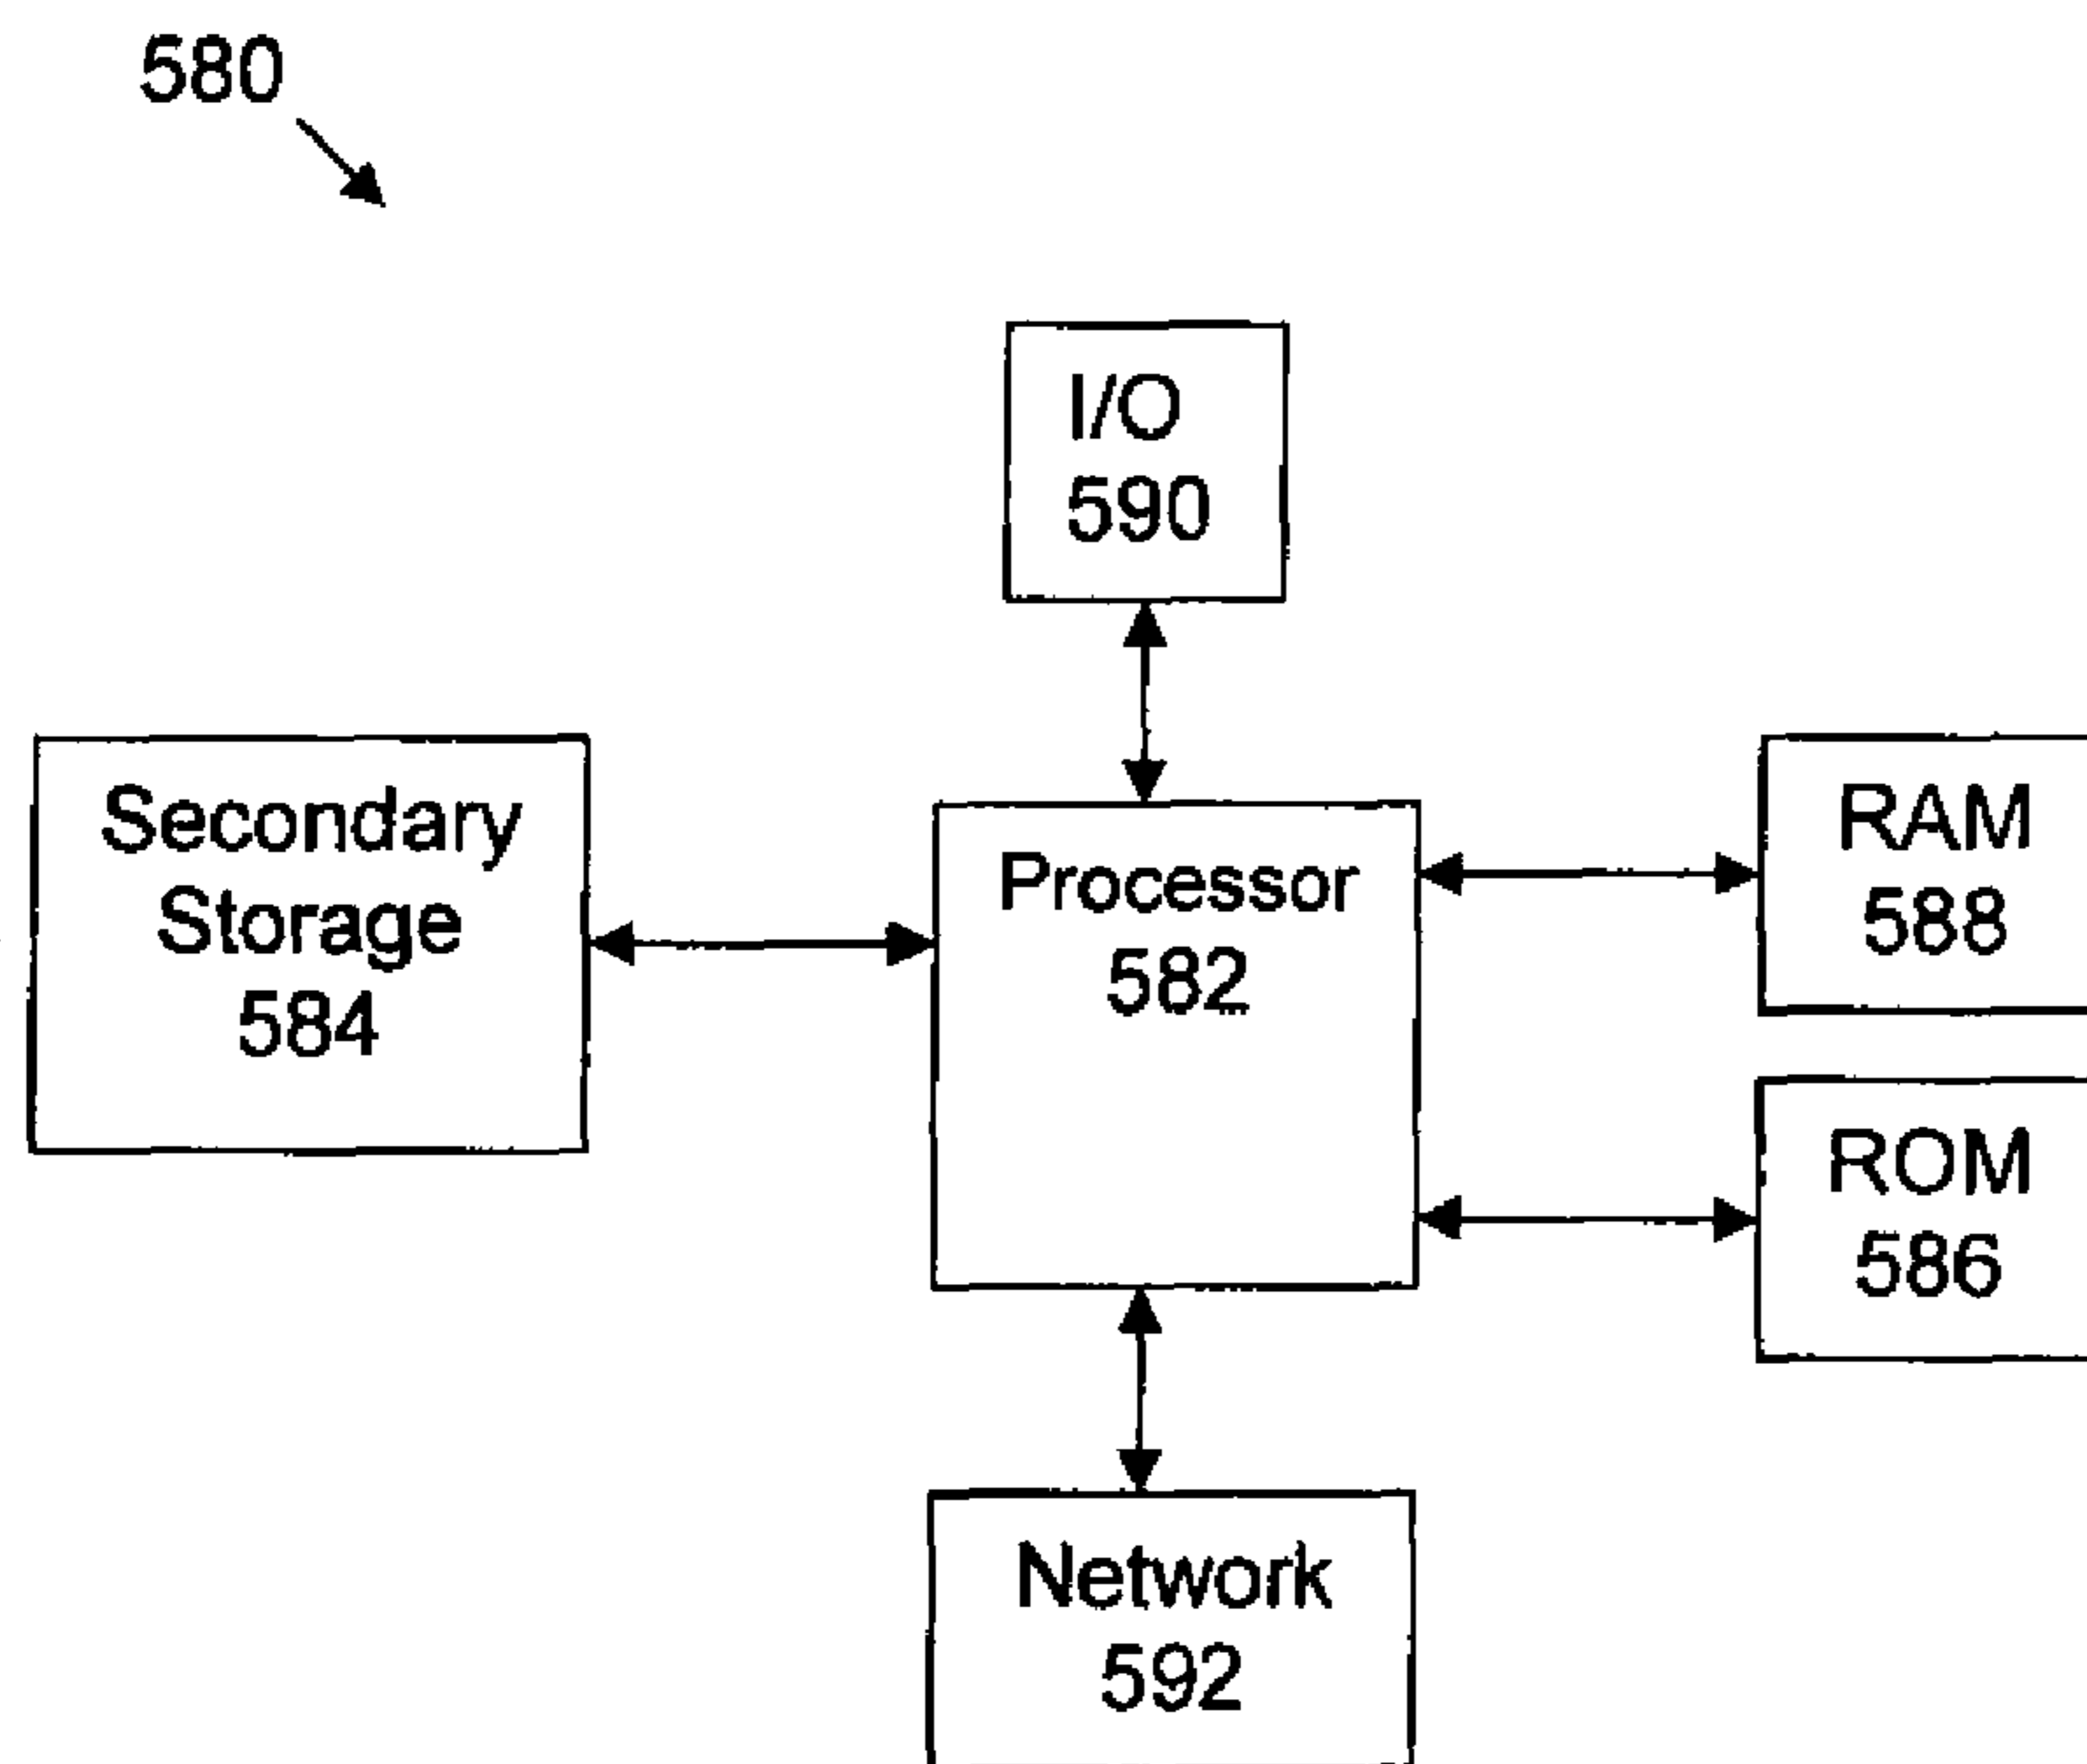 580
I/O
590
Secondary
Storage
584
Processor
582
RAM
588
ROM
586
Network
592